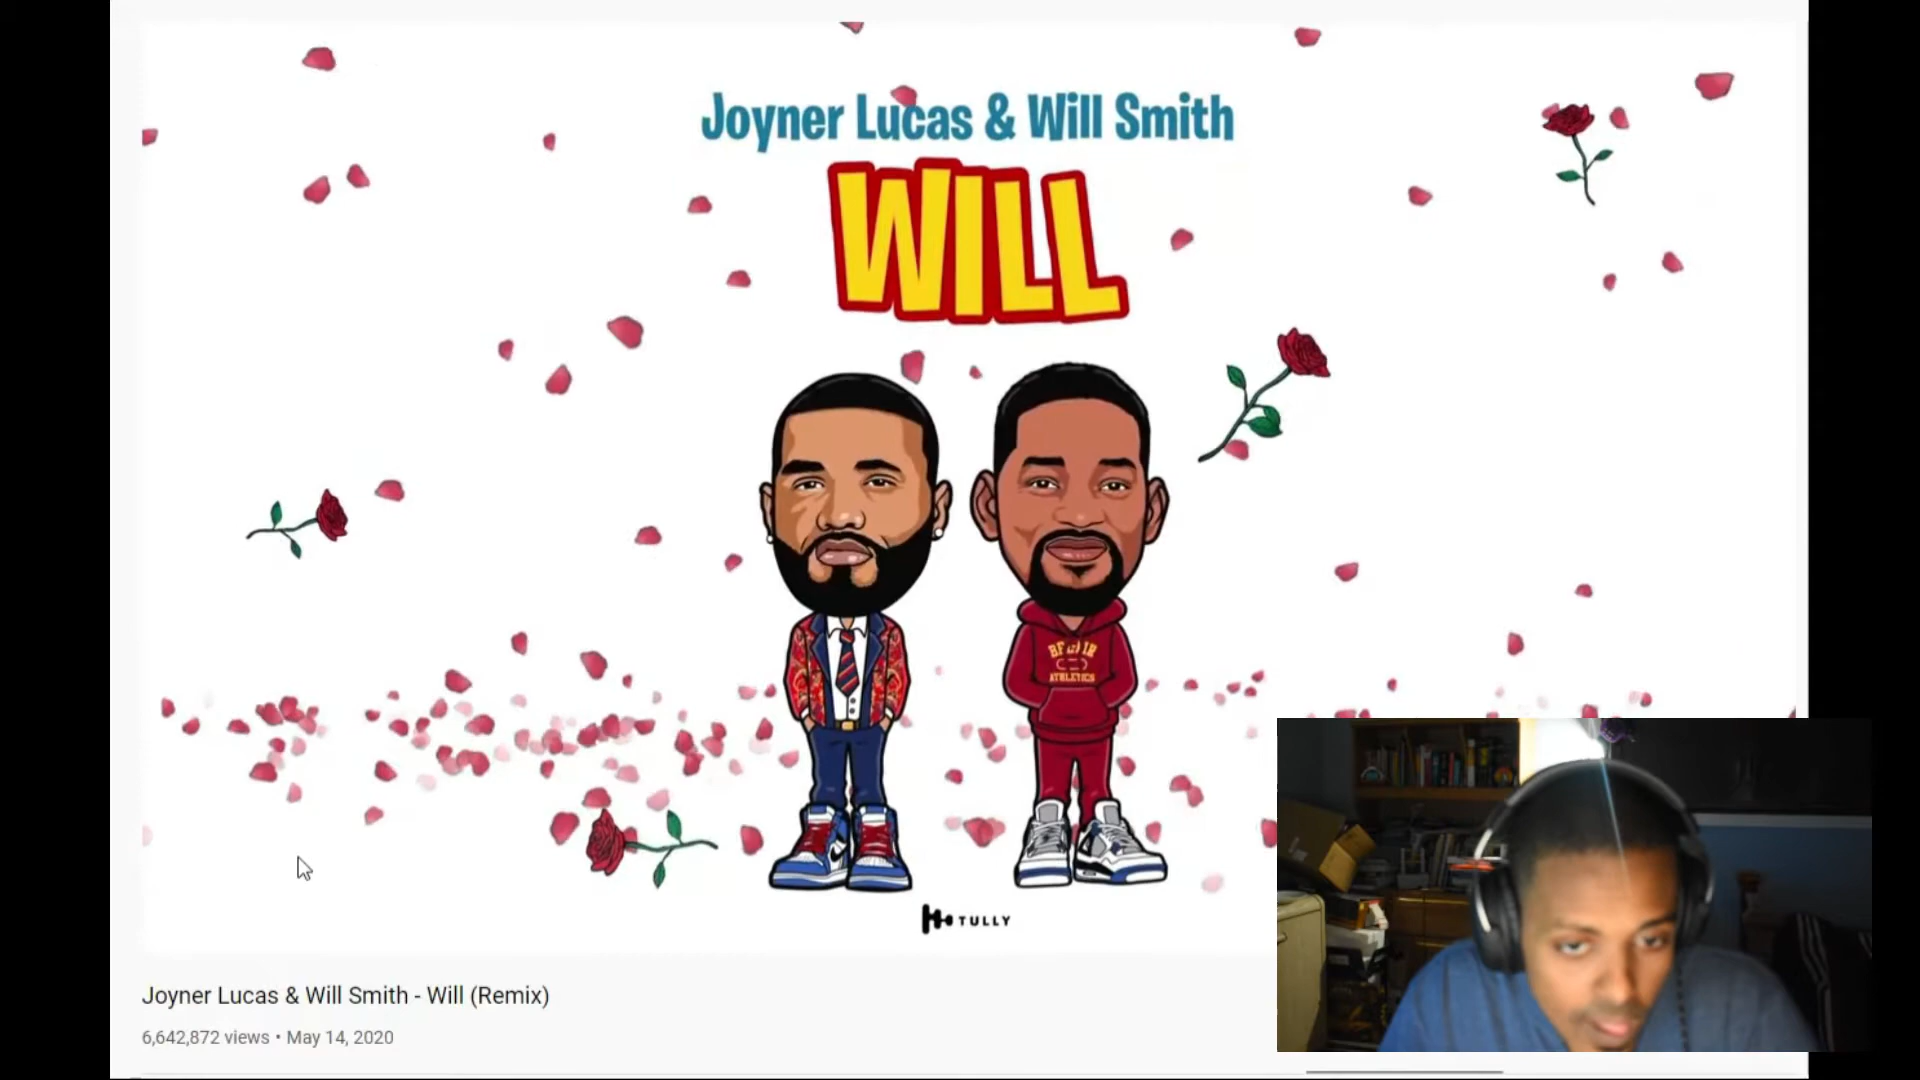 Joyner Lucas & Will Smith
WILL
ATHLETICS
TULLY
Joyner Lucas & Will Smith - Will (Remix)
6,642,872 views • May 14, 2020